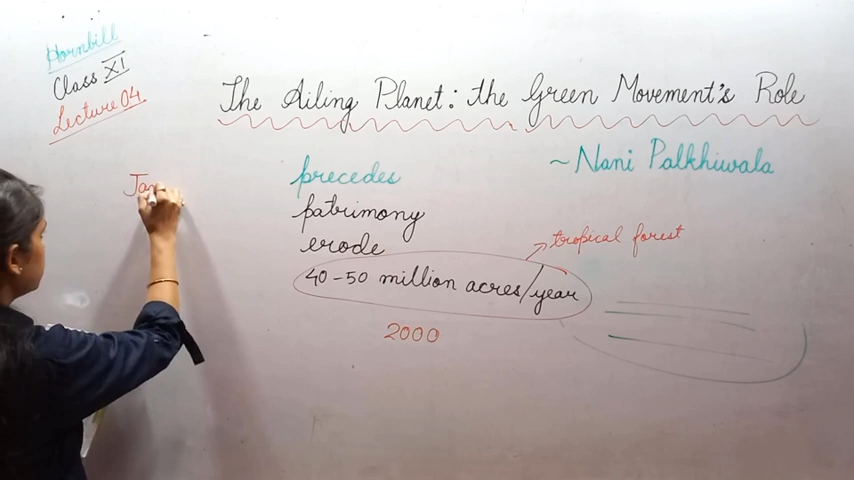 Hornbill
Class XI
Lecture 04
The Ailing Planet: the Green Movement's Role
~ Nani Palkhiwala
precedes
Jan
patrimony
erode
tropical forest
40-50 million acres/year
2000